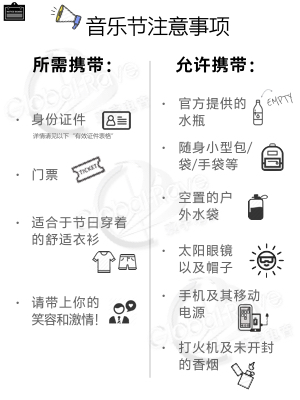 音乐节注意事项
所需携带：
身份证件
详情请见以下“有效证件表格”
门票
TICKET
适合于节日穿着
的舒适衣衫
请带上你的
笑容和激情！
允许携带：
官方提供的
水瓶
EMPTY
随身小型包/
袋/手袋等
空置的户
外水袋
太阳眼镜
以及帽子
手机及其移动
电源
打火机及未开封
的香烟